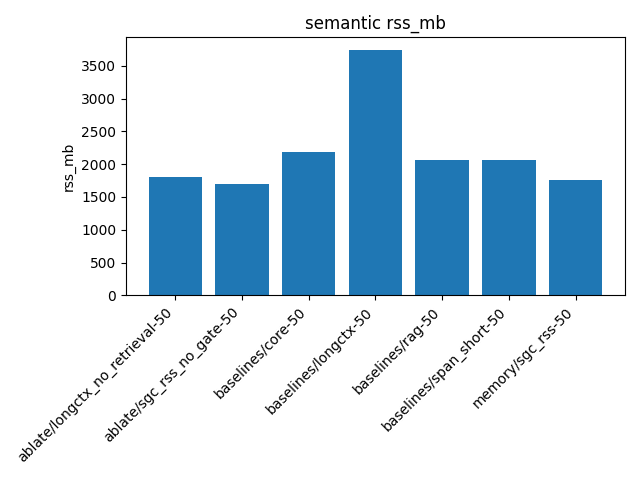 semantic rss_mb
rss_mb
3500
3000
2500
2000
1500
1000
500
0
ablate/longctx_no_retrieval-50
ablate/sgc_rss_no_gate-50
baselines/core-50
baselines/longctx-50
baselines/rag-50
baselines/span_short-50
memory/sgc_rss-50